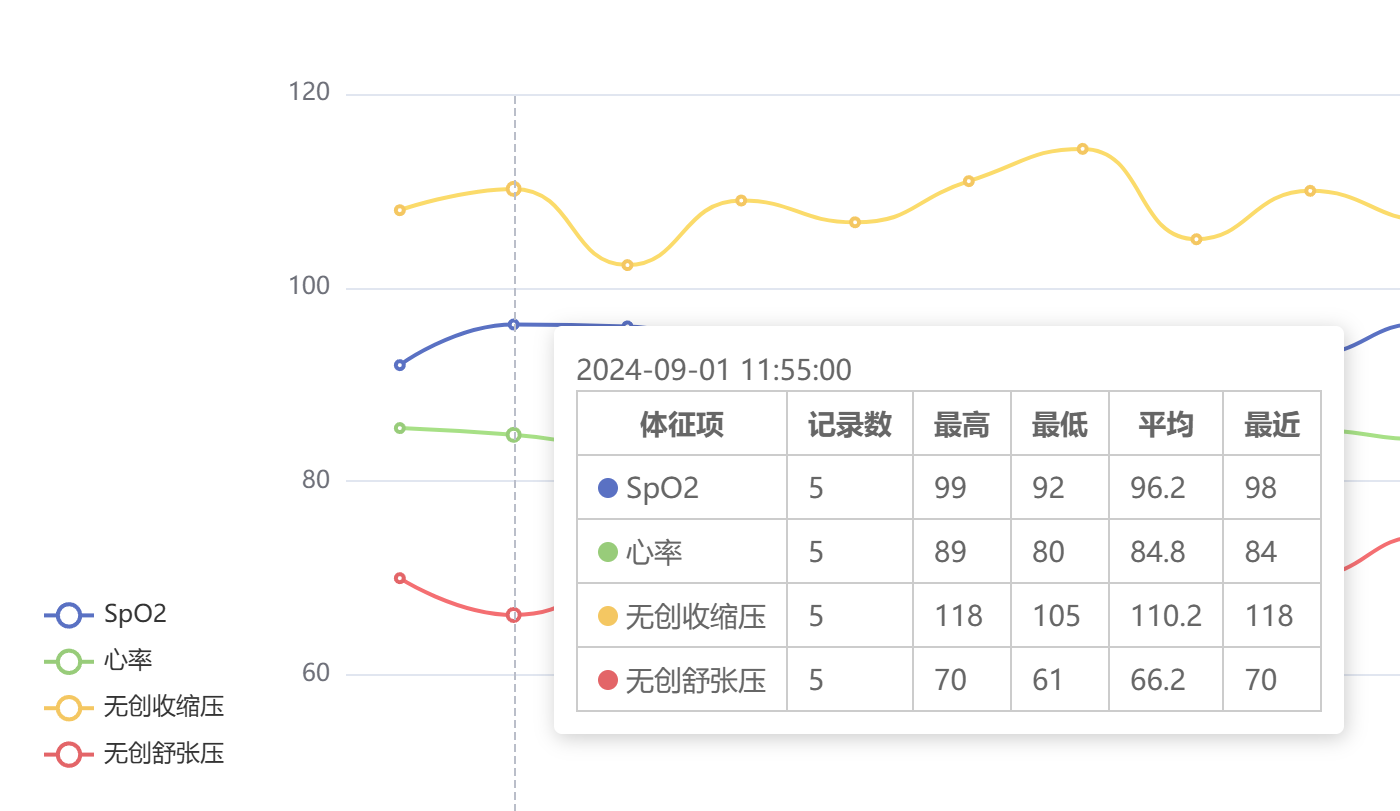 120
100
80
60
SpO2
心率
无创收缩压
无创舒张压
2024-09-01 11:55:00
体征项 记录数 最高 最低 平均 最近
SpO2 5 99 92 96.2 98
心率 5 89 80 84.8 84
无创收缩压 5 118 105 110.2 118
无创舒张压 5 70 61 66.2 70